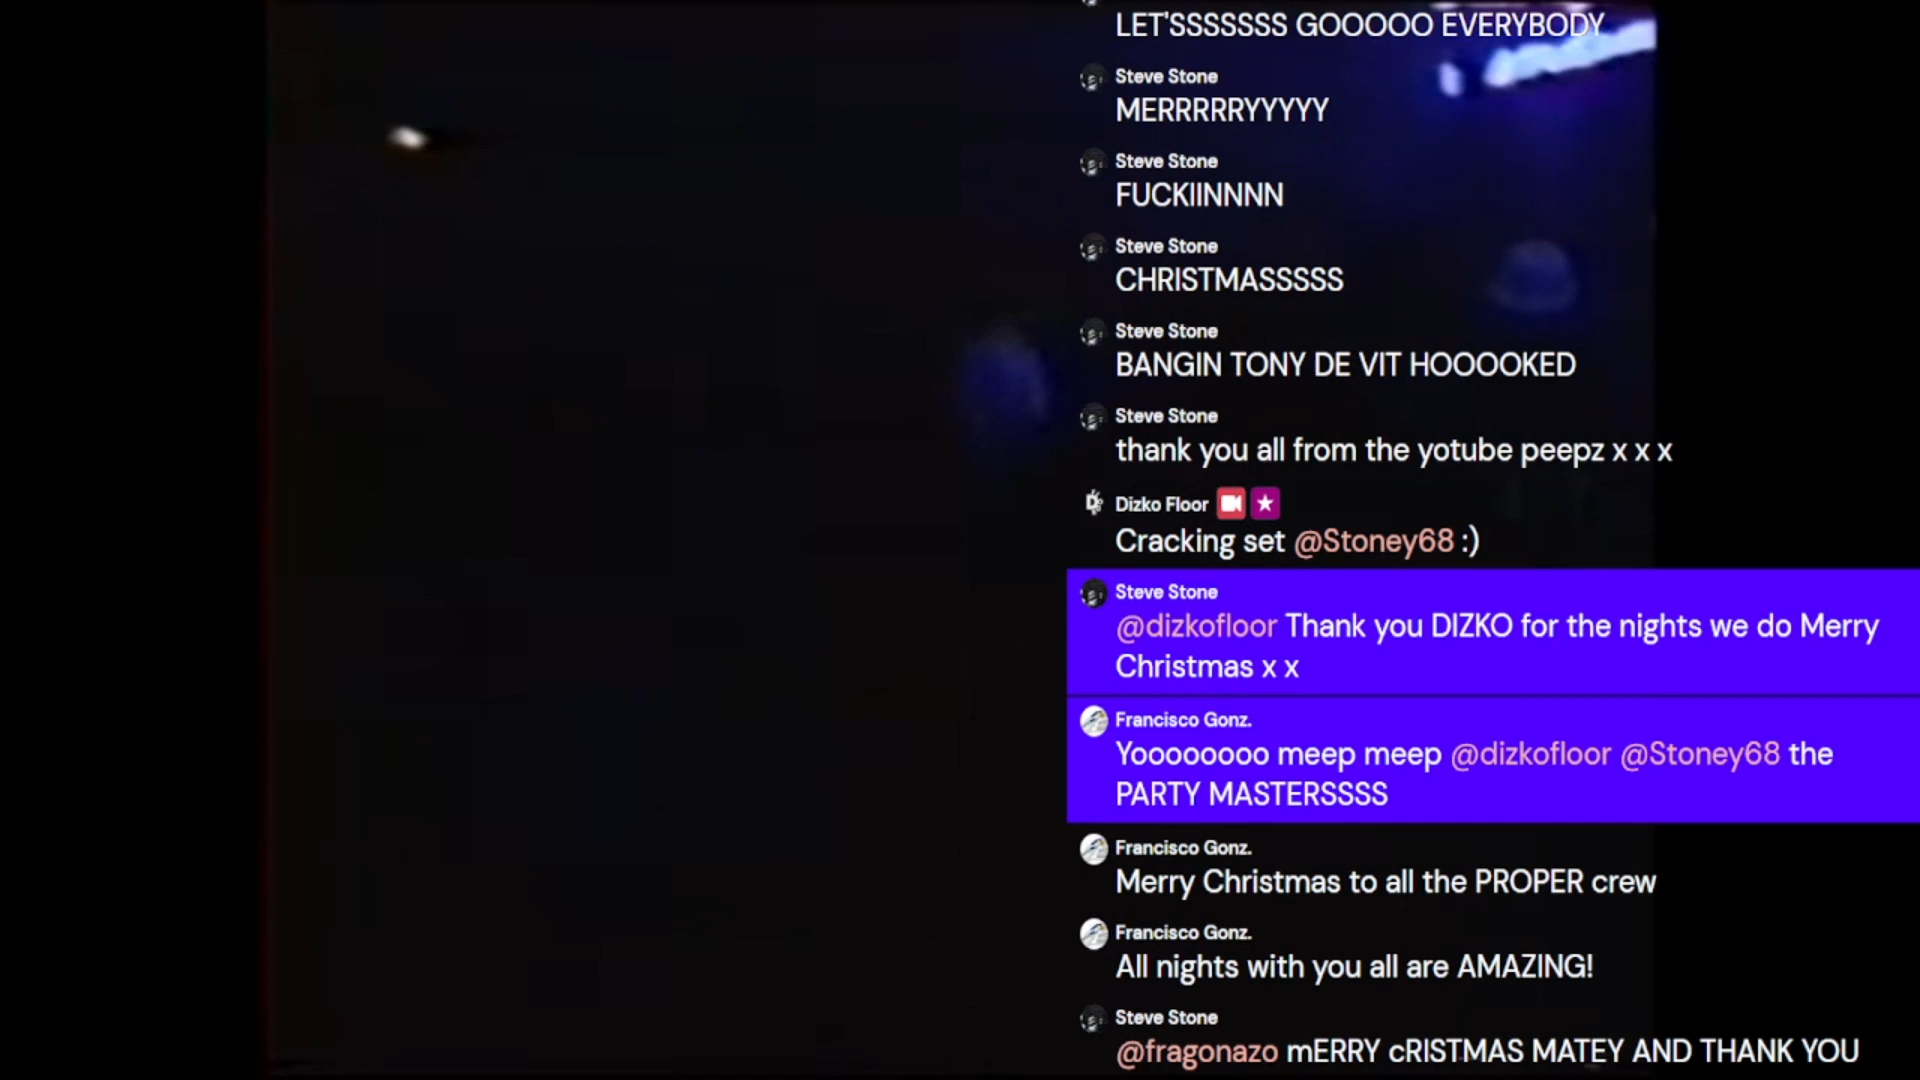 LET'SSSSSSS GOOOOO EVERYBODY
Steve Stone
MERRRRRYYYYY
Steve Stone
FUCKIINNNN
Steve Stone
CHRISTMASSSSS
Steve Stone
BANGIN TONY DE VIT HOOOOKED
Steve Stone
thank you all from the yotube peepz x x x
Dizko Floor
Cracking set @Stoney68 :)
Steve Stone
@dizkofloor Thank you DIZKO for the nights we do Merry
Christmas x x
Francisco Gonz.
Yoooooooo meep meep @dizkofloor @Stoney68 the
PARTY MASTERSSSS
Francisco Gonz.
Merry Christmas to all the PROPER crew
Francisco Gonz.
All nights with you all are AMAZING!
Steve Stone
@fragonazo mERRY cRISTMAS MATEY AND THANK YOU